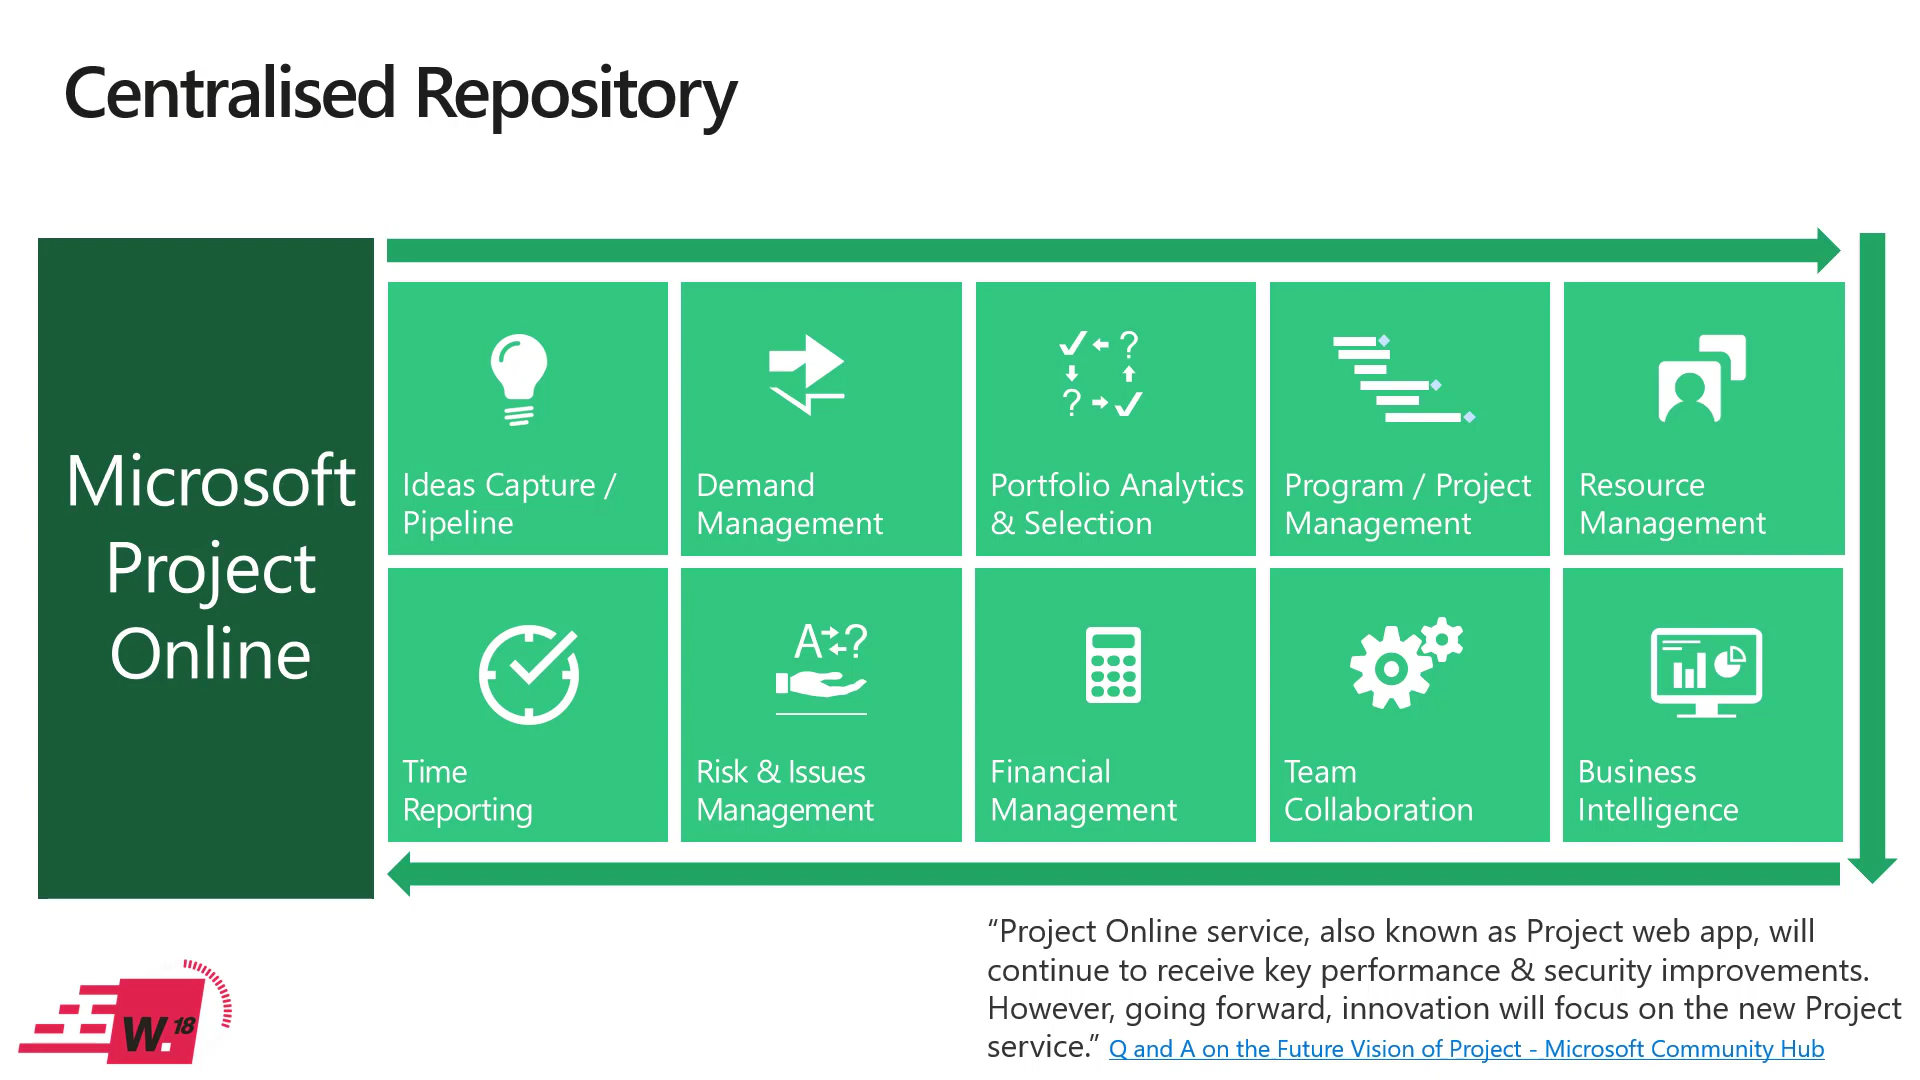 Centralised Repository
Microsoft
Project
Online
Ideas Capture /
Pipeline
Demand
Management
Portfolio Analytics
& Selection
Program / Project
Management
Resource
Management
Time
Reporting
A ?
Risk & Issues
Management
Financial
Management
Team
Collaboration
Business
Intelligence
“Project Online service, also known as Project web app, will
continue to receive key performance & security improvements.
However, going forward, innovation will focus on the new Project
service.” Q and A on the Future Vision of Project - Microsoft Community Hub
W. 18